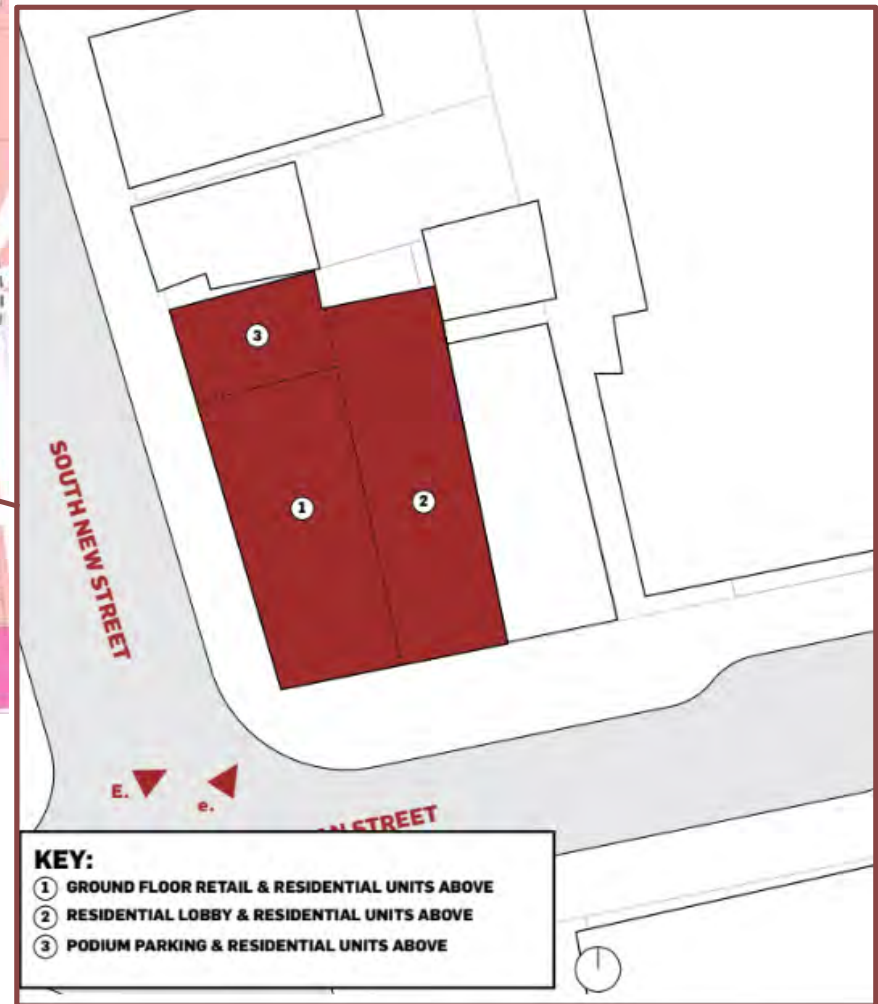 3
1
2
SOUTH NEW STREET
E.
e.
STREET
KEY:
1 GROUND FLOOR RETAIL & RESIDENTIAL UNITS ABOVE
2 RESIDENTIAL LOBBY & RESIDENTIAL UNITS ABOVE
3 PODIUM PARKING & RESIDENTIAL UNITS ABOVE